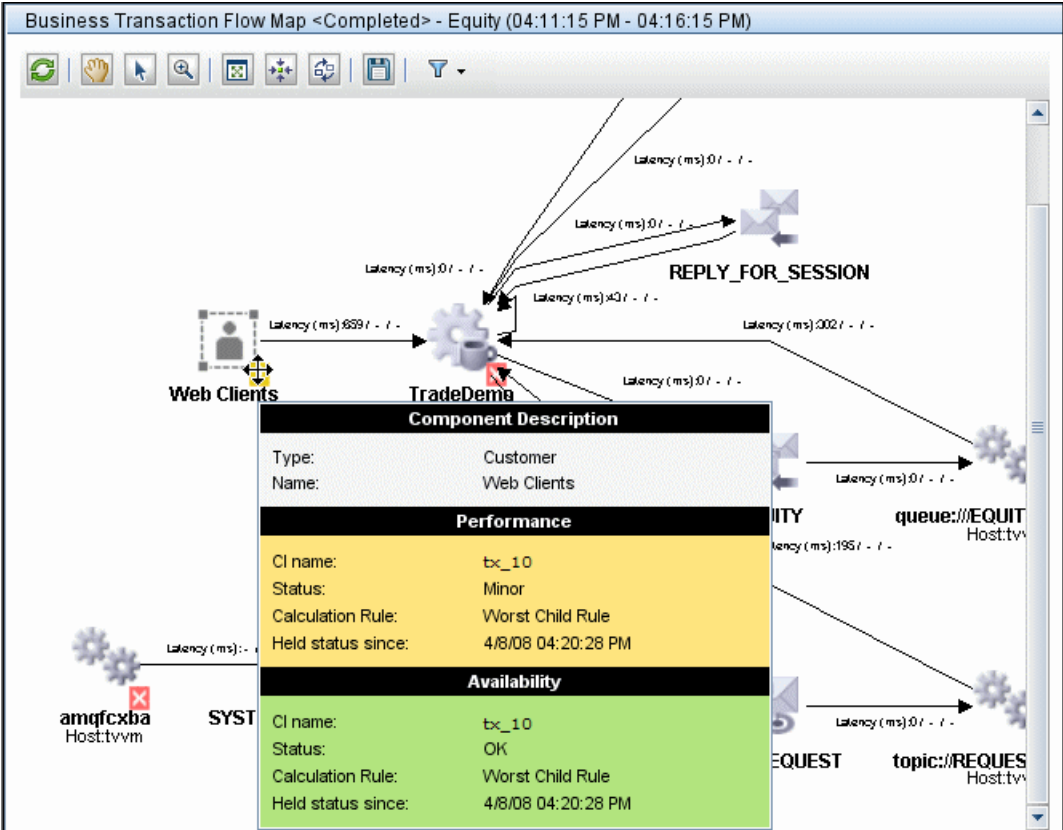 Business Transaction Flow Map <Completed> - Equity (04:11:15 PM - 04:16:15 PM)
Latency (ms):0 / - / -
Latency (ms):0 / - / -
REPLY_FOR_SESSION
Latency (ms):0 / - / -
Latency (ms):43 / - / -
Latency (ms):659 / - / -
Latency (ms):302 / - / -
Web Clients
TradeDemo
Latency (ms):0 / - / -
Component Description
Type: Customer
Name: Web Clients
Latency (ms):0 / - / -
Performance
ITY
queue:///EQUIT
Host:tvv
tency (ms):195 / - / -
CI name: tx_10
Status: Minor
Calculation Rule: Worst Child Rule
Held status since: 4/8/08 04:20:28 PM
Latency (ms): -
Availability
amqfcxba
Host:tvvm
SYST
CI name: tx_10
Status: OK
Calculation Rule: Worst Child Rule
Held status since: 4/8/08 04:20:28 PM
Latency (ms):0 / - / -
EQUEST
topic://REQUES
Host:tv